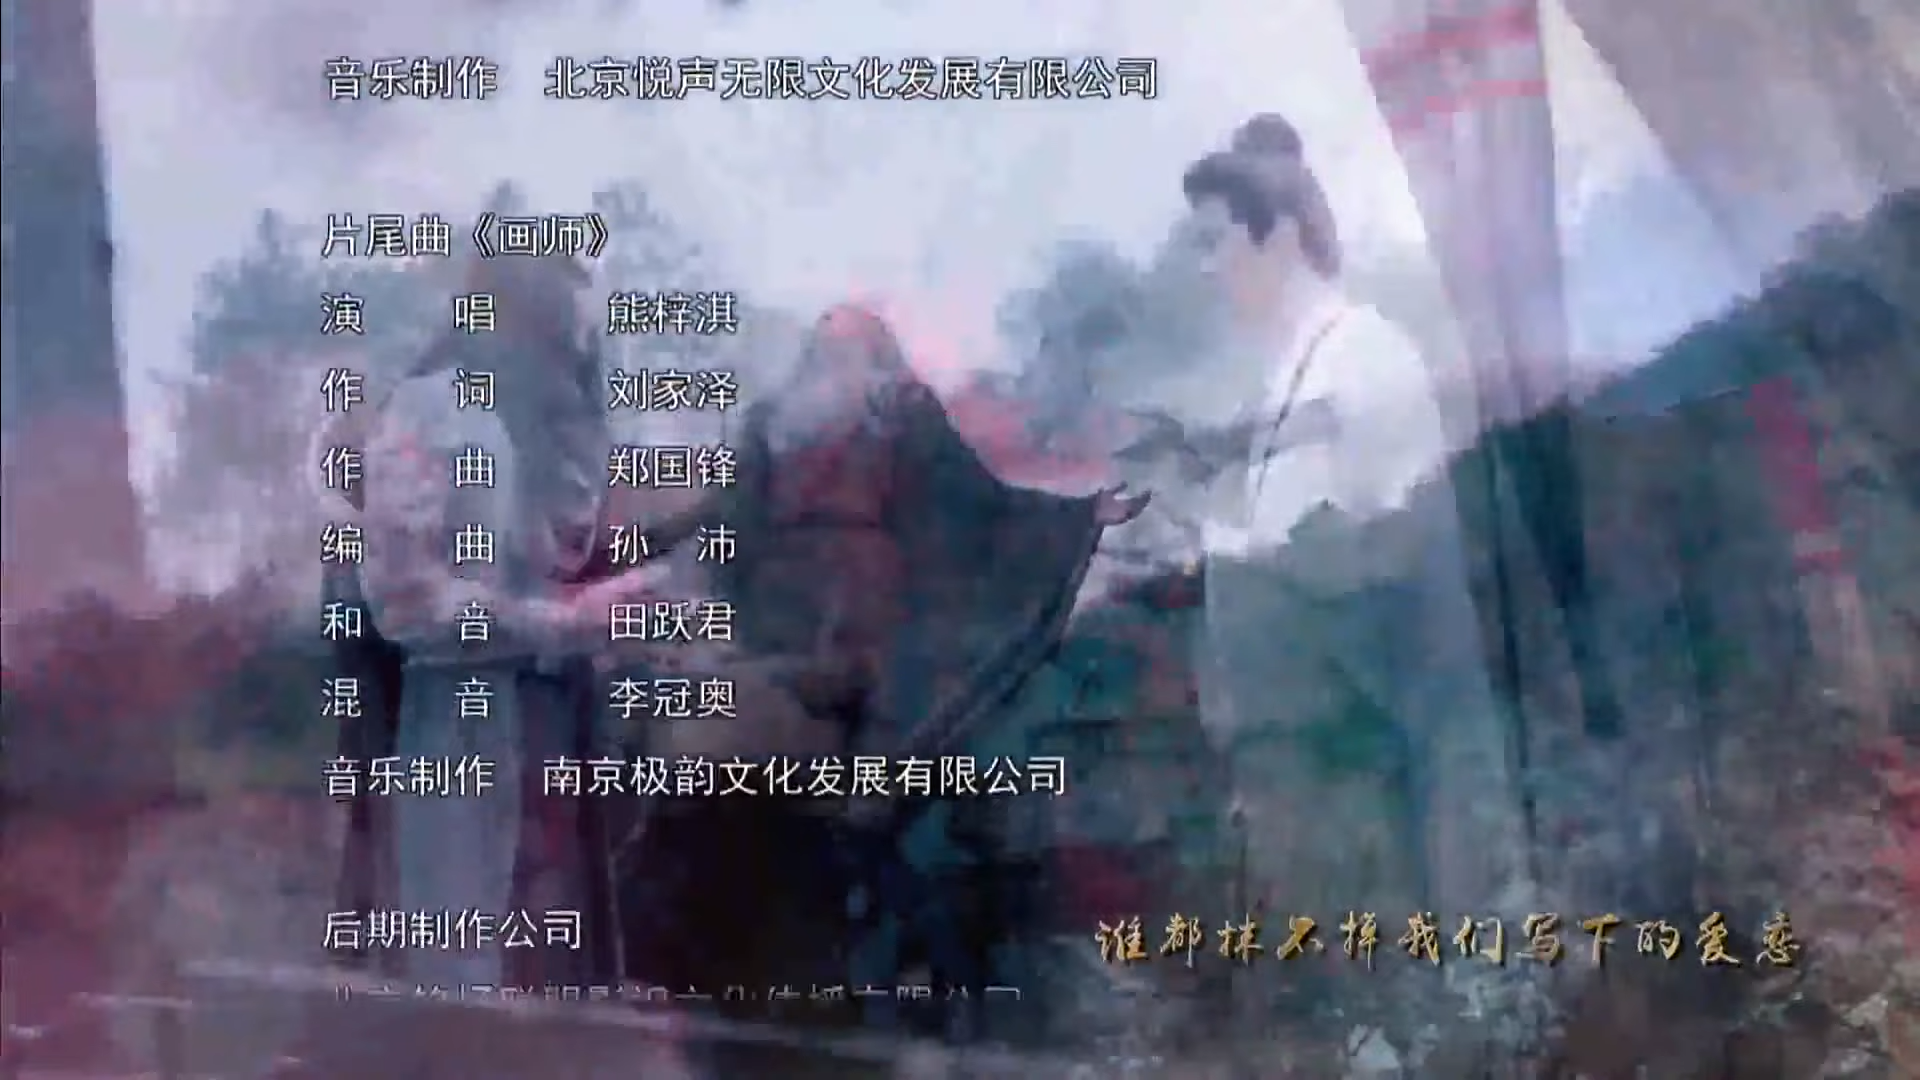 音乐制作 北京悦声无限文化发展有限公司
片尾曲《画师》
演 唱 熊梓淇
作 词 刘家泽
作 曲 郑国锋
编 曲 孙 沛
和 音 田跃君
混 音 李冠奥
音乐制作 南京极韵文化发展有限公司
后期制作公司
谁都抹不掉我们写下的爱恋